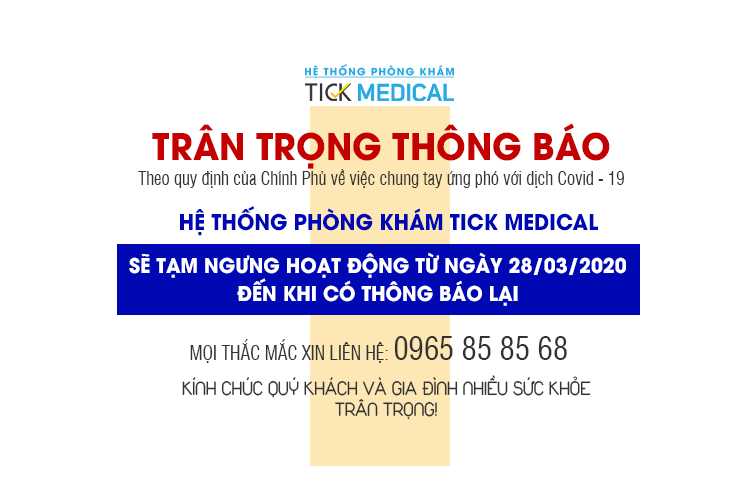 HỆ THỐNG PHÒNG KHÁM
TICK MEDICAL
TRÂN TRỌNG THÔNG BÁO
Theo quy định của Chính Phủ về việc chung tay ứng phó với dịch Covid - 19
HỆ THỐNG PHÒNG KHÁM TICK MEDICAL
SẼ TẠM NGƯNG HOẠT ĐỘNG TỪ NGÀY 28/03/2020
ĐẾN KHI CÓ THÔNG BÁO LẠI
MỌI THẮC MẮC XIN LIÊN HỆ: 0965 85 85 68
KÍNH CHÚC QUÝ KHÁCH VÀ GIA ĐÌNH NHIỀU SỨC KHỎE
TRÂN TRỌNG!